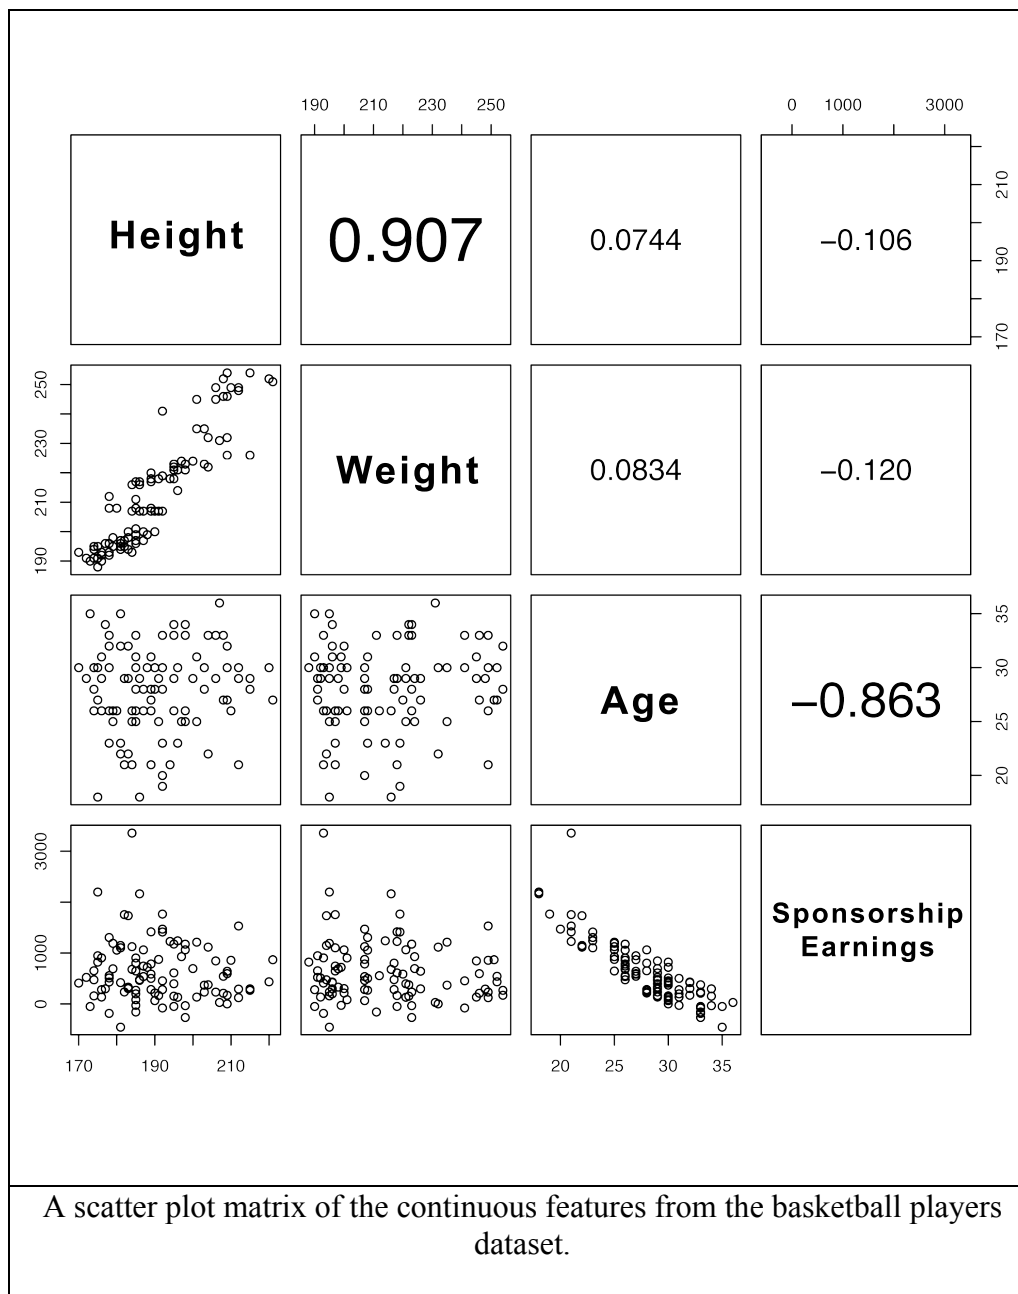 190 210 230 250
0 1000 3000
Height
0.907
0.0744
−0.106
170 190 210
190 210 230 250
Weight
0.0834
−0.120
Age
−0.863
20 25 30 35
0 1000 3000
Sponsorship
Earnings
170 190 210
20 25 30 35
A scatter plot matrix of the continuous features from the basketball players
dataset.